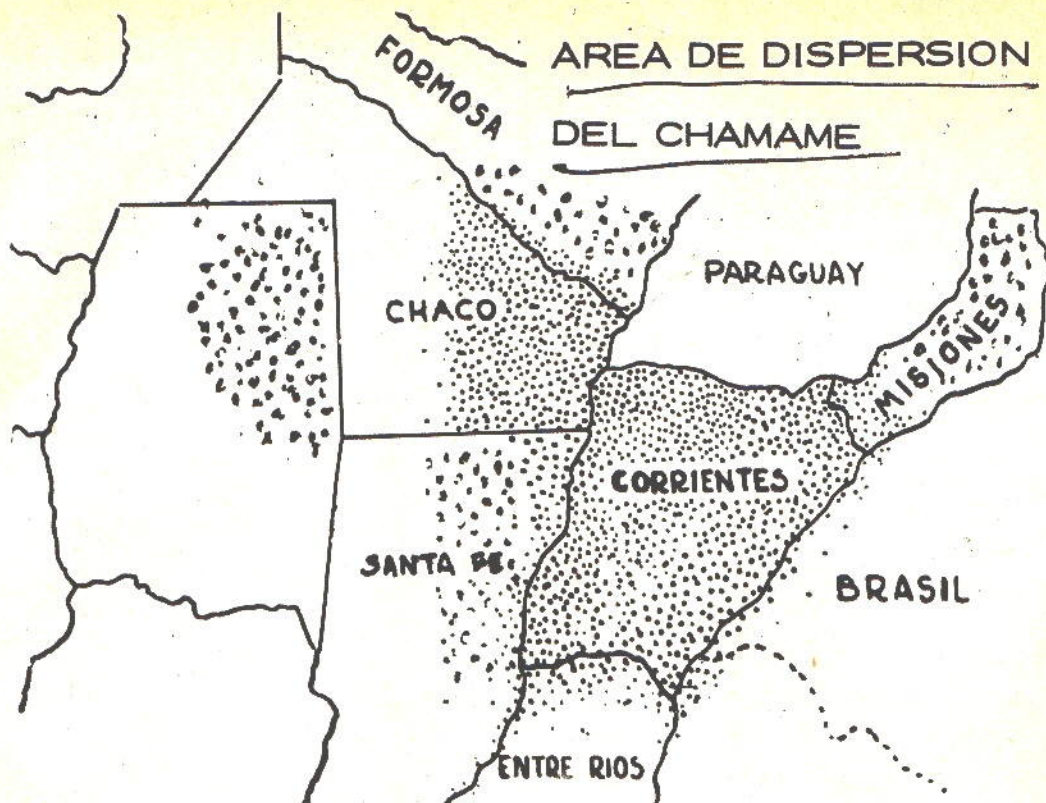 AREA DE DISPERSION
DEL CHAMAME
FORMOSA
PARAGUAY
CHACO
MISIONES
CORRIENTES
SANTA FE
BRASIL
ENTRE RIOS